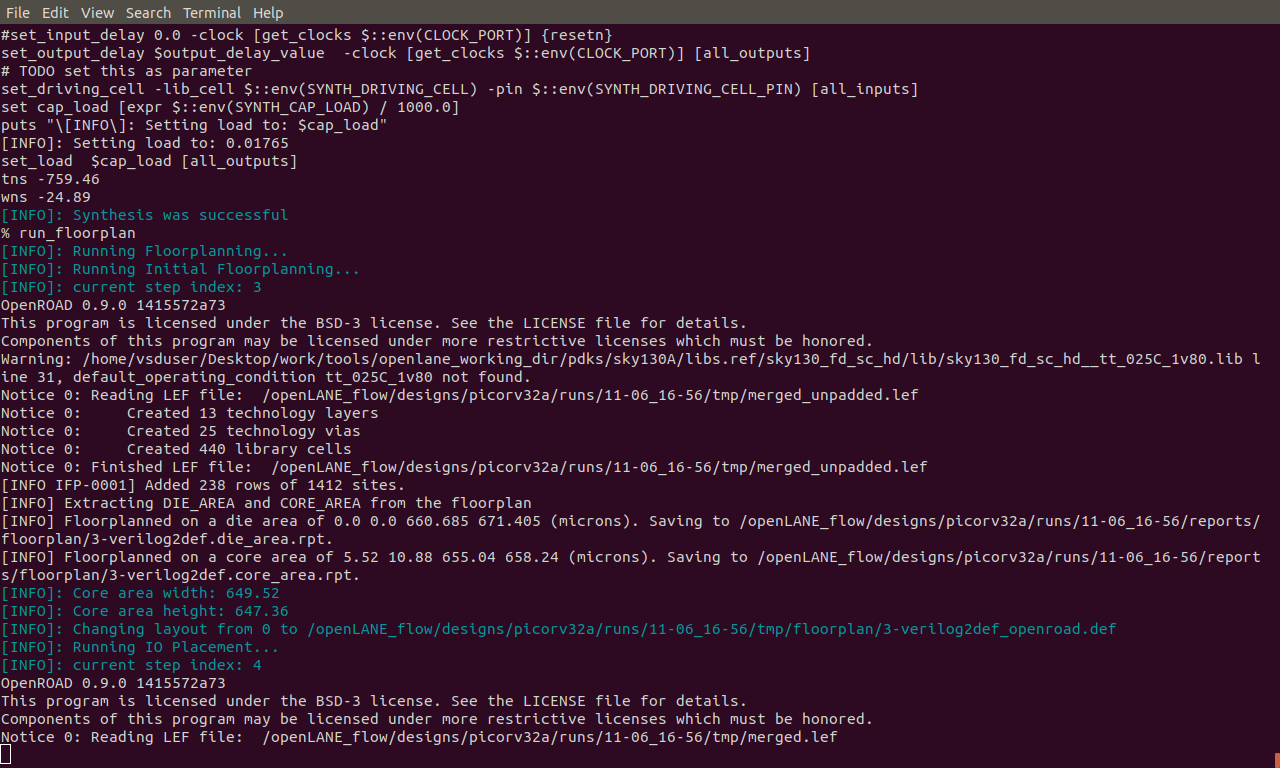 File Edit View Search Terminal Help
#set_input_delay 0.0 -clock [get_clocks $::env(CLOCK_PORT)] {resetn}
set_output_delay $output_delay_value  -clock [get_clocks $::env(CLOCK_PORT)] [all_outputs]
# TODO set this as parameter
set_driving_cell -lib_cell $::env(SYNTH_DRIVING_CELL) -pin $::env(SYNTH_DRIVING_CELL_PIN) [all_inputs]
set cap_load [expr $::env(SYNTH_CAP_LOAD) / 1000.0]
puts "\[INFO\]: Setting load to: $cap_load"
[INFO]: Setting load to: 0.01765
set_load  $cap_load [all_outputs]
tns -759.46
wns -24.89
[INFO]: Synthesis was successful
% run_floorplan
[INFO]: Running Floorplanning...
[INFO]: Running Initial Floorplanning...
[INFO]: current step index: 3
OpenROAD 0.9.0 1415572a73
This program is licensed under the BSD-3 license. See the LICENSE file for details.
Components of this program may be licensed under more restrictive licenses which must be honored.
Warning: /home/vsduser/Desktop/work/tools/openlane_working_dir/pdks/sky130A/libs.ref/sky130_fd_sc_hd/lib/sky130_fd_sc_hd__tt_025C_1v80.lib l
ine 31, default_operating_condition tt_025C_1v80 not found.
Notice 0: Reading LEF file:  /openLANE_flow/designs/picorv32a/runs/11-06_16-56/tmp/merged_unpadded.lef
Notice 0:     Created 13 technology layers
Notice 0:     Created 25 technology vias
Notice 0:     Created 440 library cells
Notice 0: Finished LEF file:  /openLANE_flow/designs/picorv32a/runs/11-06_16-56/tmp/merged_unpadded.lef
[INFO IFP-0001] Added 238 rows of 1412 sites.
[INFO] Extracting DIE_AREA and CORE_AREA from the floorplan
[INFO] Floorplanned on a die area of 0.0 0.0 660.685 671.405 (microns). Saving to /openLANE_flow/designs/picorv32a/runs/11-06_16-56/reports/
floorplan/3-verilog2def.die_area.rpt.
[INFO] Floorplanned on a core area of 5.52 10.88 655.04 658.24 (microns). Saving to /openLANE_flow/designs/picorv32a/runs/11-06_16-56/report
s/floorplan/3-verilog2def.core_area.rpt.
[INFO]: Core area width: 649.52
[INFO]: Core area height: 647.36
[INFO]: Changing layout from 0 to /openLANE_flow/designs/picorv32a/runs/11-06_16-56/tmp/floorplan/3-verilog2def_openroad.def
[INFO]: Running IO Placement...
[INFO]: current step index: 4
OpenROAD 0.9.0 1415572a73
This program is licensed under the BSD-3 license. See the LICENSE file for details.
Components of this program may be licensed under more restrictive licenses which must be honored.
Notice 0: Reading LEF file:  /openLANE_flow/designs/picorv32a/runs/11-06_16-56/tmp/merged.lef